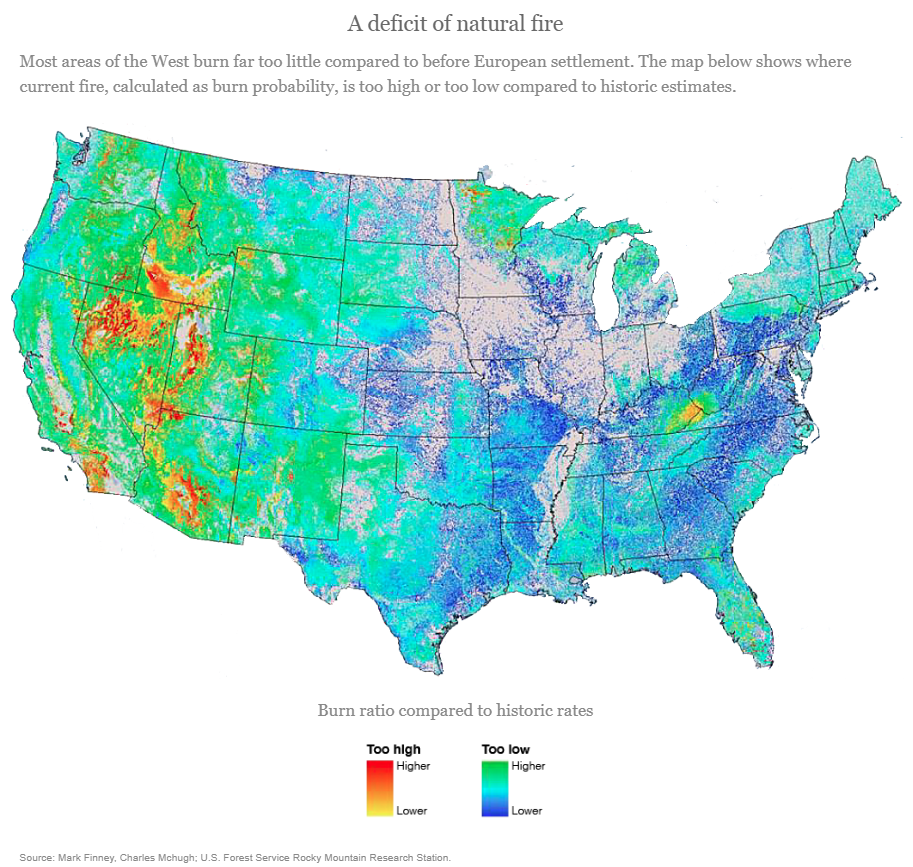 A deficit of natural fire
Most areas of the West burn far too little compared to before European settlement. The map below shows where
current fire, calculated as burn probability, is too high or too low compared to historic estimates.
Burn ratio compared to historic rates
Too high
Higher
Lower
Too low
Higher
Lower
Source: Mark Finney, Charles Mchugh; U.S. Forest Service Rocky Mountain Research Station.